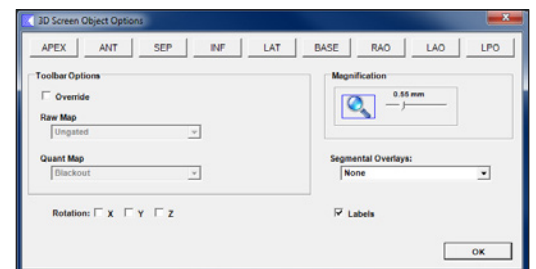 3D Screen Object Options
APEX ANT SEP INF LAT BASE RAO LAO LPO
Toolbar Options
Override
Raw Map
Ungated
Quant Map
Blackout
Magnification
0.55 mm
Segmental Overlays:
None
Rotation: X Y Z
Labels
OK